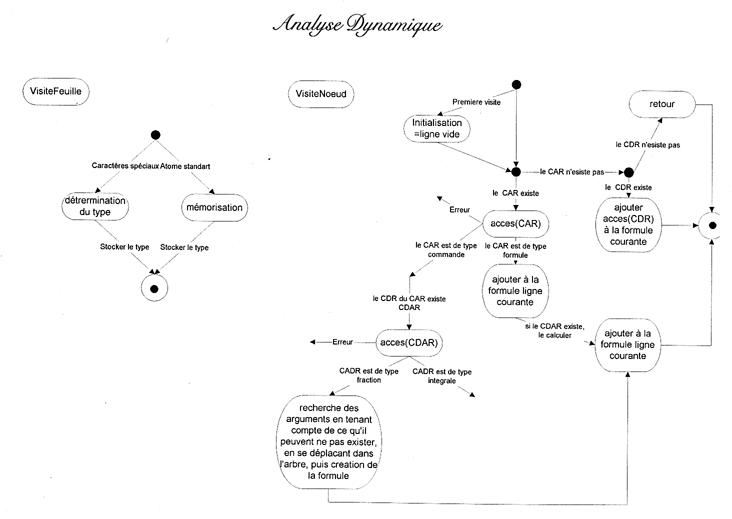 Analyse Dynamique
VisiteFeuille
VisiteNoeud
Caractères spéciaux Atome standart
détrermination
du type
mémorisation
Stocker le type
Stocker le type
Premiere visite
Initialisation
=ligne vide
retour
le CDR n'esiste pas
le CAR n'esiste pas
le CAR existe
le CDR existe
Erreur
acces(CAR)
ajouter
acces(CDR)
à la formule
courante
le CAR est de type
commande
le CAR est de type
formule
ajouter à la
formule ligne
courante
le CDR du CAR existe
CDAR
si le CDAR existe,
le calculer
ajouter à la
formule ligne
courante
Erreur
acces(CDAR)
CADR est de type
fraction
CADR est de type
integrale
recherche des
arguments en tenant
compte de ce qu'il
peuvent ne pas exister,
en se déplacant dans
l'arbre, puis creation de
la formule